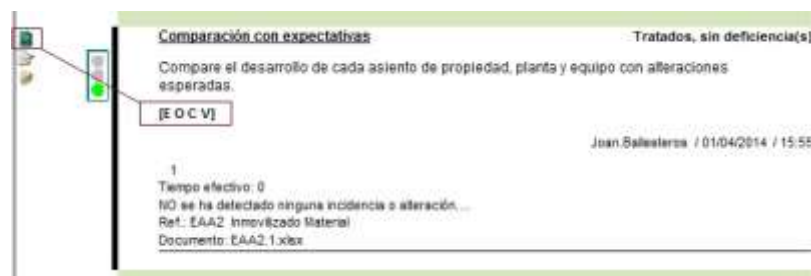 Comparación con expectativas
Tratados, sin deficiencia(s)
Compare el desarrollo de cada asiento de propiedad, planta y equipo con alteraciones
esperadas.
[E O C V]
Joan.Ballesteros / 01/04/2014 / 15:55
1
Tiempo efectivo: 0
NO se ha detectado ninguna incidencia o alteración...
Ref.: EAA2 Inmovilizado Material
Documento: EAA2.1.xlsx